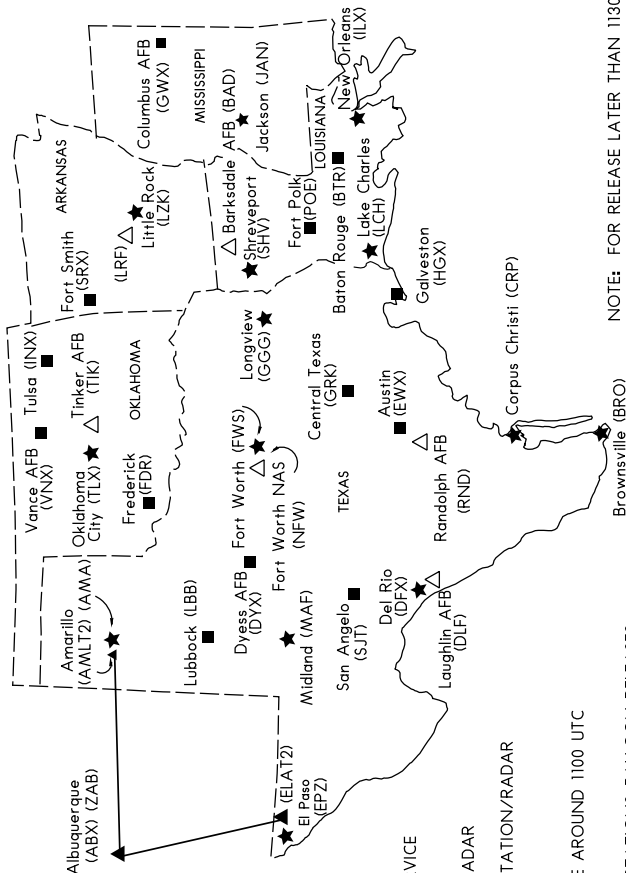 Albuquerque
(ABX) (ZAB)
Amarillo
(AMLT2) (AMA)
Vance AFB
(VNX)
Tulsa (INX)
Oklahoma
City (TLX)
Tinker AFB
(TIK)
OKLAHOMA
Frederick
(FDR)
Fort Smith
(SRX)
ARKANSAS
(LRF)
Little Rock
(LZK)
Columbus AFB
(GWX)
MISSISSIPPI
Barksdale AFB (BAD)
Jackson (JAN)
Shreveport
(SHV)
Lubbock (LBB)
Dyess AFB
(DYX)
Fort Worth (FWS)
Fort Worth NAS
(NFW)
Longview
(GGG)
Fort Polk
(POE)
LOUISIANA
New Orleans
(ILX)
Baton Rouge (BTR)
Lake Charles
(LCH)
(ELAT2)
El Paso
(EPZ)
Midland (MAF)
San Angelo
(SJT)
TEXAS
Central Texas
(GRK)
Austin
(EWX)
Galveston
(HGX)
Del Rio
(DFX)
Laughlin AFB
(DLF)
Randolph AFB
(RND)
Corpus Christi (CRP)
Brownsville (BRO)
VICE
ADAR
TATION/RADAR
E AROUND 1100 UTC
NOTE: FOR RELEASE LATER THAN 1130